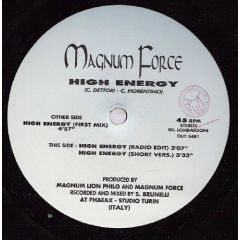 MAGNUM FORCE
HIGH ENERGY
(C. DETTORI - C. FIORENTINO)
OTHER SIDE
HIGH ENERGY (FIRST MIX)
4'57"
45 RPM
STEREO
ED. LOMBARDONI
OUT 3481
THIS SIDE - HIGH ENERGY (RADIO EDIT) 3'07"
HIGH ENERGY (SHORT VERS.) 3'33"
PRODUCED BY
MAGNUM LION PHILO AND MAGNUM FORCE
RECORDED AND MIXED BY S. BRUNELLI
AT PHAEAX - STUDIO TURIN
(ITALY)